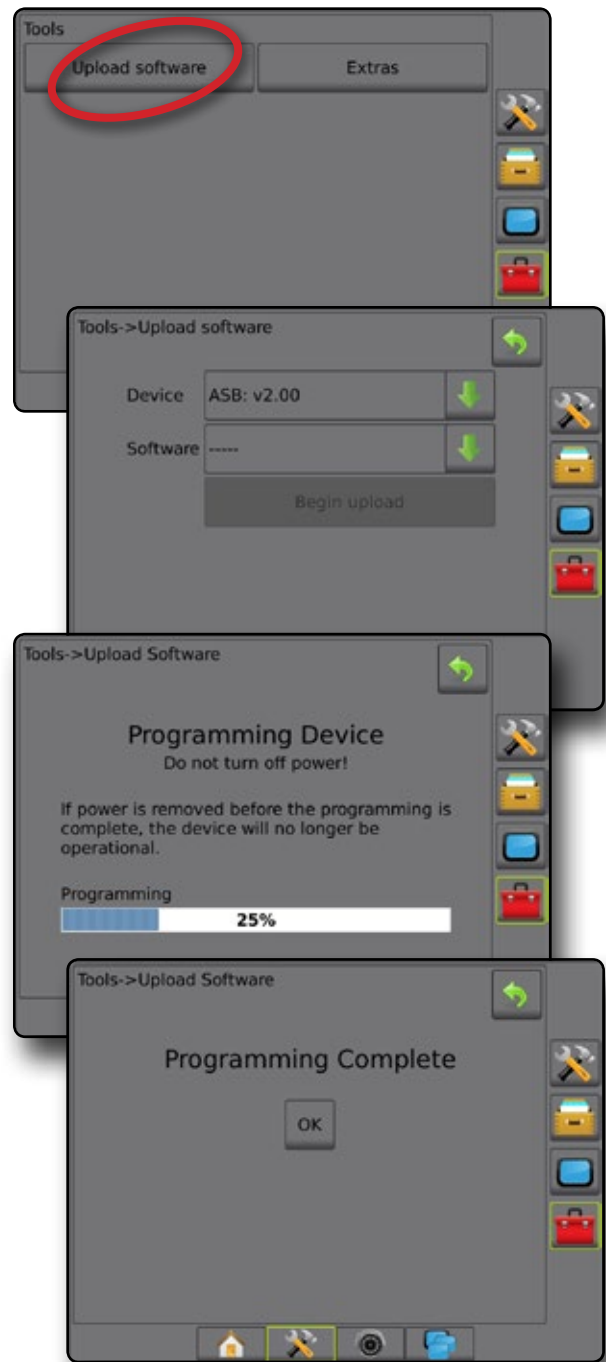 Tools
Upload software
Extras
Tools->Upload software
Device
ASB: v2.00
Software
-----
Begin upload
Tools->Upload Software
Programming Device
Do not turn off power!
If power is removed before the programming is
complete, the device will no longer be
operational.
Programming
25%
Tools->Upload Software
Programming Complete
OK